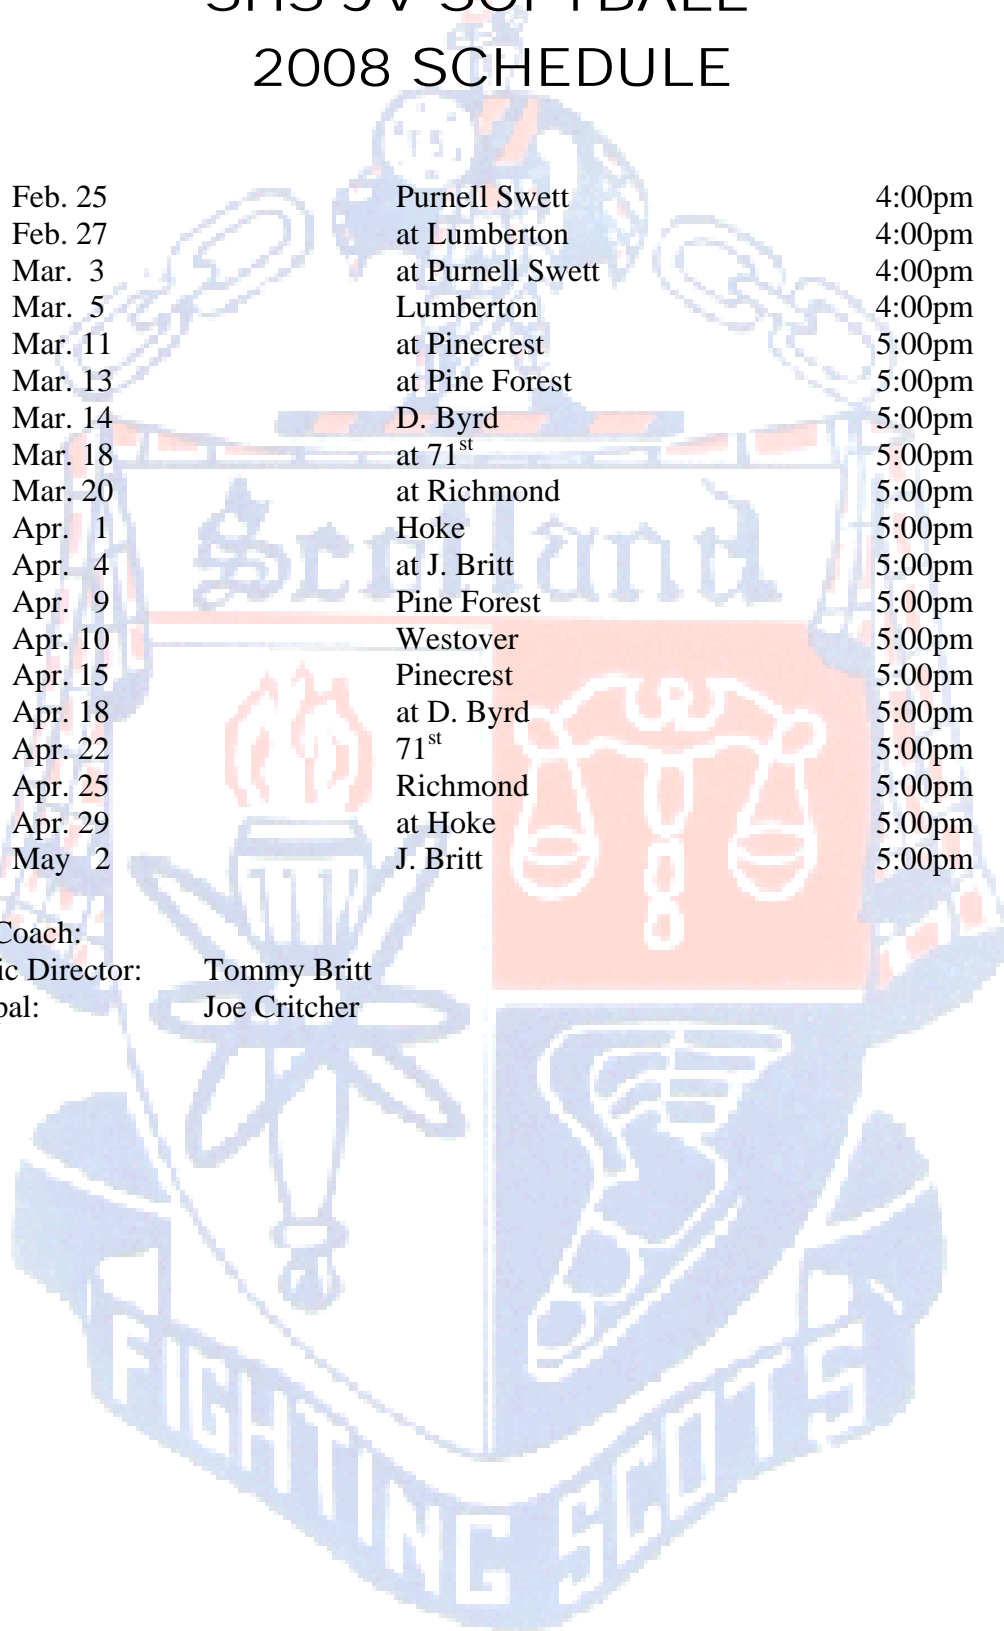 SHS JV SOFTBALL
2008 SCHEDULE
Feb. 25 Purnell Swett 4:00pm
Feb. 27 at Lumberton 4:00pm
Mar. 3 at Purnell Swett 4:00pm
Mar. 5 Lumberton 4:00pm
Mar. 11 at Pinecrest 5:00pm
Mar. 13 at Pine Forest 5:00pm
Mar. 14 D. Byrd 5:00pm
Mar. 18 at 71st 5:00pm
Mar. 20 at Richmond 5:00pm
Apr. 1 Hoke 5:00pm
Apr. 4 at J. Britt 5:00pm
Apr. 9 Pine Forest 5:00pm
Apr. 10 Westover 5:00pm
Apr. 15 Pinecrest 5:00pm
Apr. 18 at D. Byrd 5:00pm
Apr. 22 71st 5:00pm
Apr. 25 Richmond 5:00pm
Apr. 29 at Hoke 5:00pm
May 2 J. Britt 5:00pm
Coach:
ic Director: Tommy Britt
pal: Joe Critcher
Scotland
FIGHTING SCOTS